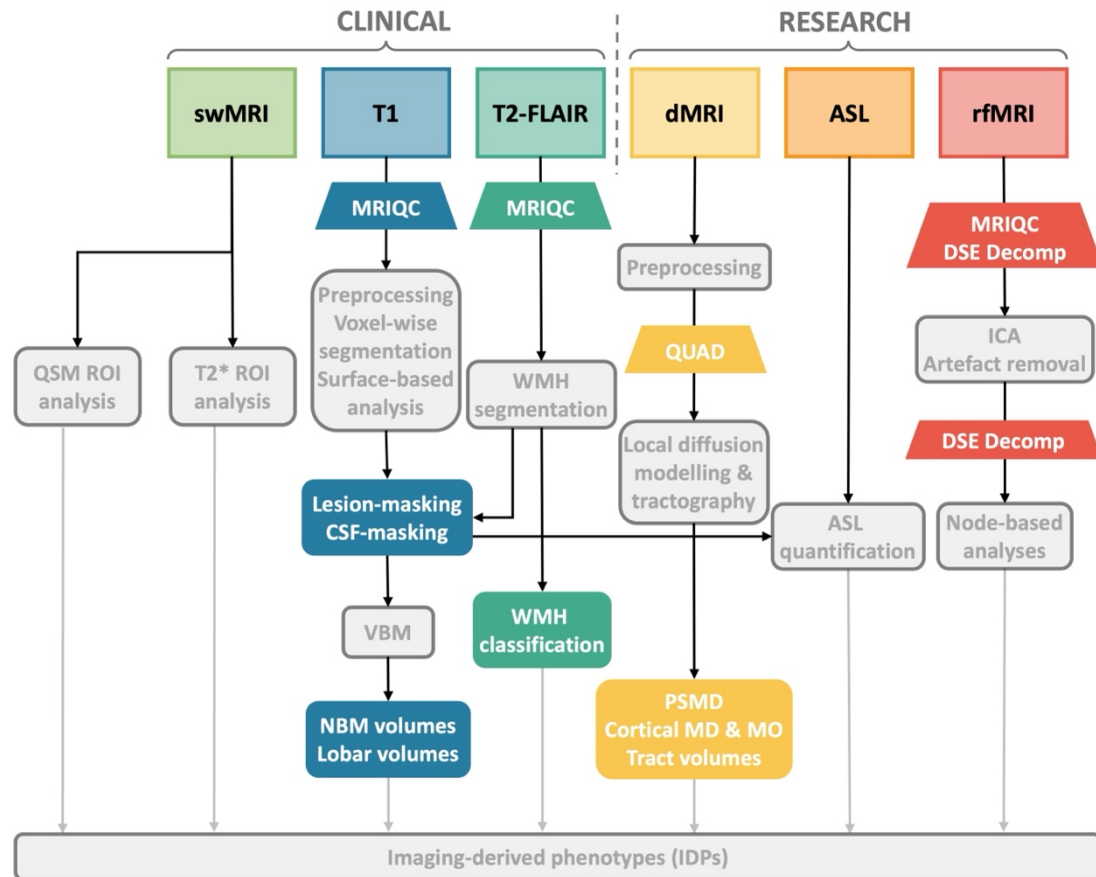 CLINICAL
RESEARCH
swMRI
T1
T2-FLAIR
dMRI
ASL
rfMRI
MRIQC
MRIQC
MRIQC
DSE Decomp
Preprocessing
Preprocessing
Voxel-wise
segmentation
Surface-based
analysis
QUAD
ICA
Artefact removal
QSM ROI
analysis
T2* ROI
analysis
WMH
segmentation
Local diffusion
modelling &
tractography
DSE Decomp
Lesion-masking
CSF-masking
ASL
quantification
Node-based
analyses
VBM
WMH
classification
NBM volumes
Lobar volumes
PSMD
Cortical MD & MO
Tract volumes
Imaging-derived phenotypes (IDPs)